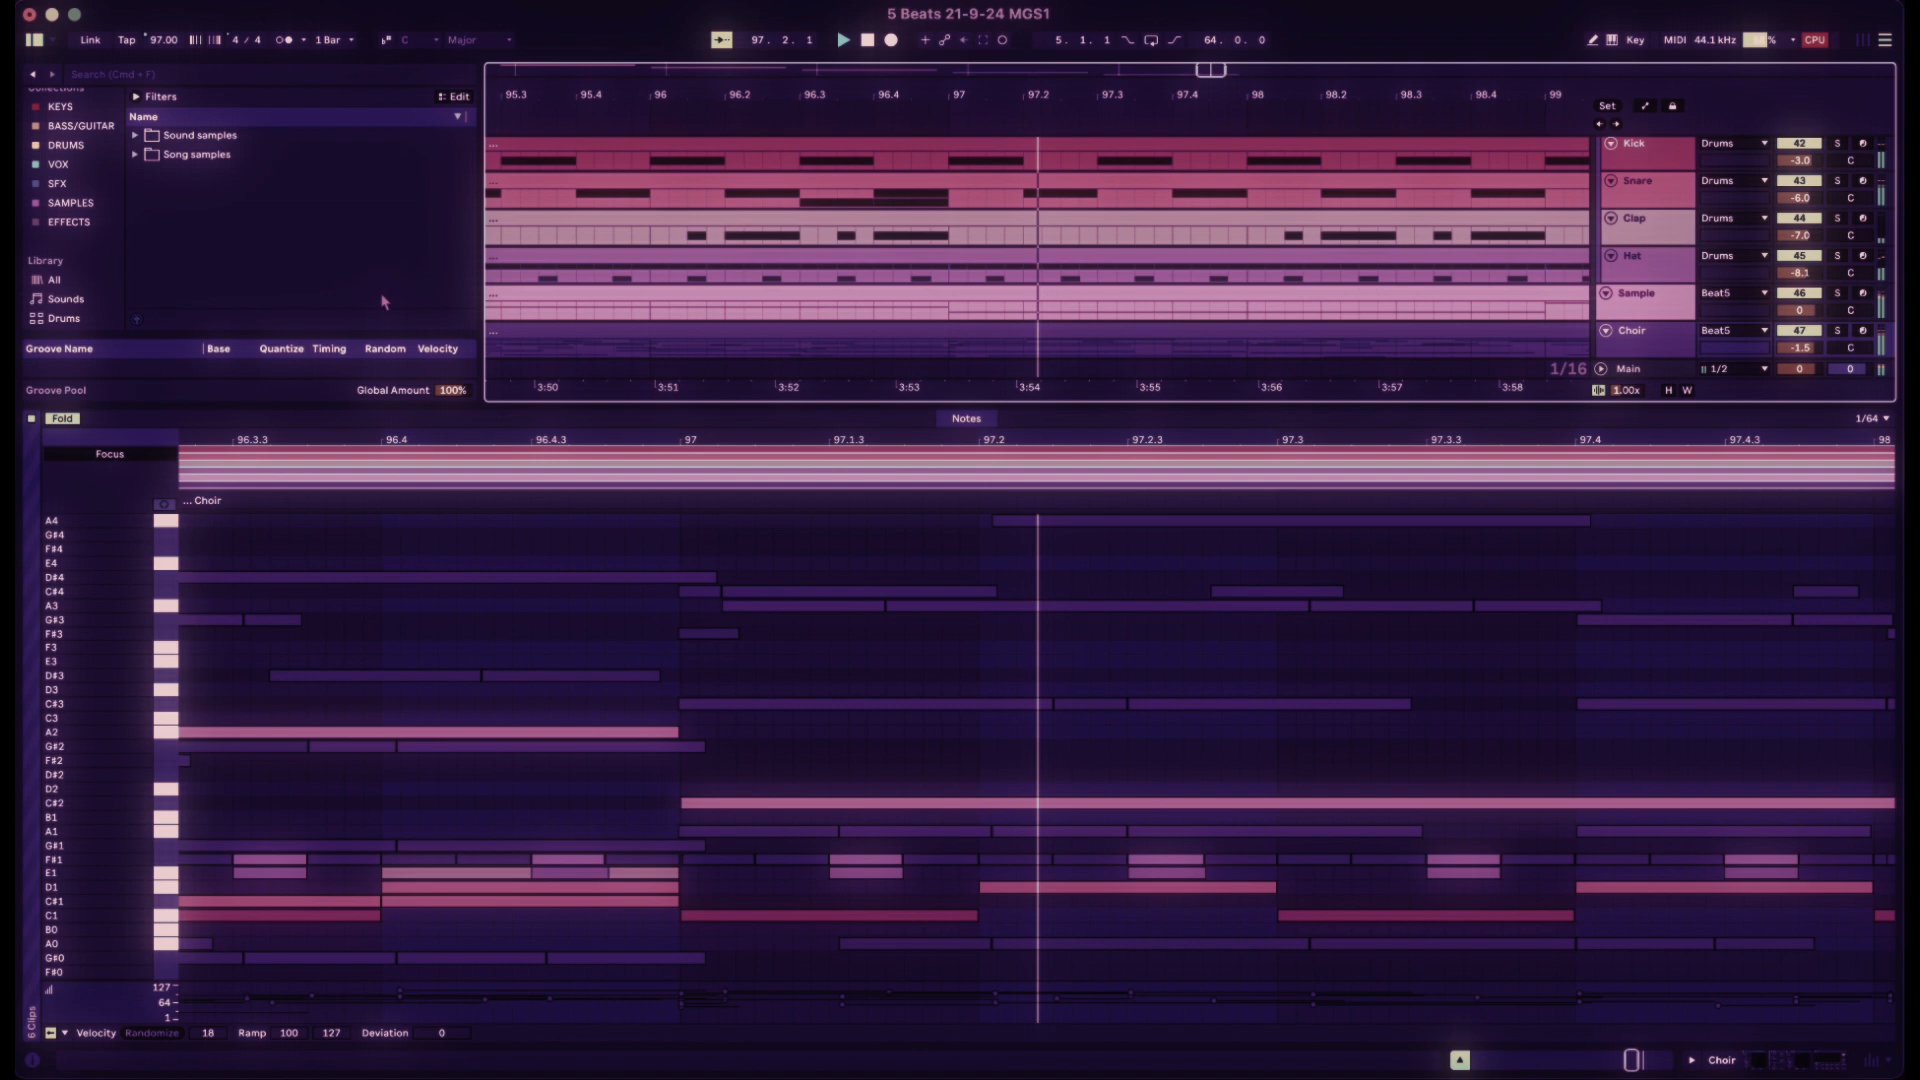 5 Beats 21-9-24 MGS1
Link Tap 97.00 4 / 4 1 Bar C Major 97. 2. 1 5. 1. 1 64. 0. 0 Key MIDI 44.1 kHz % CPU
Search (Cmd + F)
Collections
KEYS
BASS/GUITAR
DRUMS
VOX
SFX
SAMPLES
EFFECTS
Library
All
Sounds
Drums
Filters Edit
Name
Sound samples
Song samples
Groove Name Base Quantize Timing Random Velocity
Groove Pool Global Amount 100%
95.3 95.4 96 96.2 96.3 96.4 97 97.2 97.3 97.4 98 98.2 98.3 98.4 99
Set
Kick Drums 42 S
-3.0 C
Snare Drums 43 S
-6.0 C
Clap Drums 44 S
-7.0 C
Hat Drums 45 S
-8.1 C
Sample Beat5 46 S
0 C
Choir Beat5 47 S
-1.5 C
1/16 Main 1/2 0 0
3:50 3:51 3:52 3:53 3:54 3:55 3:56 3:57 3:58 1.00x H W
Fold Notes 1/64
96.3.3 96.4 96.4.3 97 97.1.3 97.2 97.2.3 97.3 97.3.3 97.4 97.4.3 98
Focus
... Choir
A4
G#4
F#4
E4
D#4
C#4
A3
G#3
F#3
F3
E3
D#3
D3
C#3
C3
A2
G#2
F#2
D#2
D2
C#2
B1
A1
G#1
F#1
E1
D1
C#1
C1
B0
A0
G#0
F#0
127
64
1
6 Clips
Velocity Randomize 18 Ramp 100 127 Deviation 0
Choir